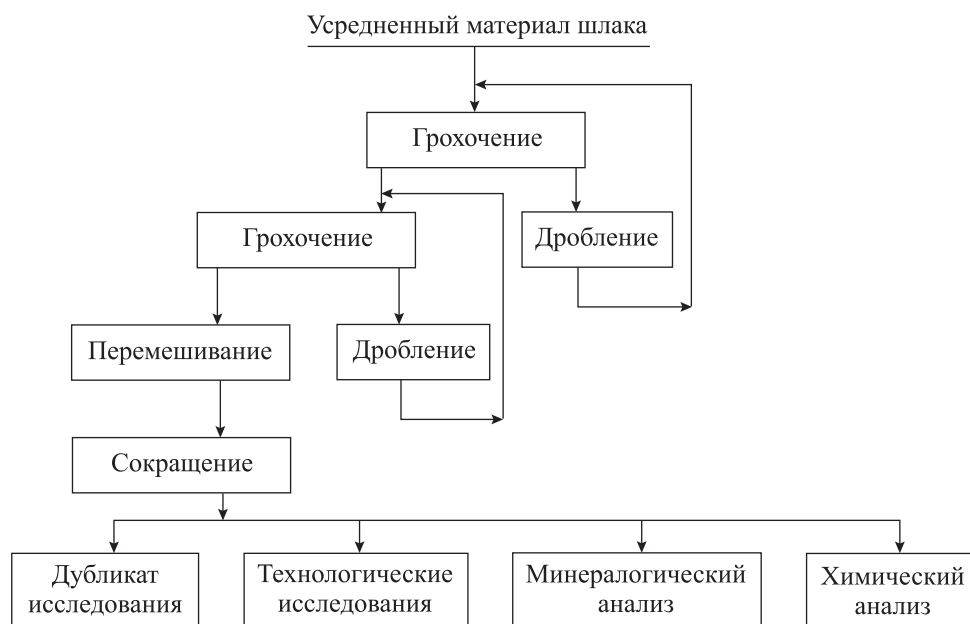 Усредненный материал шлака
Грохочение
Грохочение
Дробление
Перемешивание
Дробление
Сокращение
Дубликат
исследования
Технологические
исследования
Минералогический
анализ
Химический
анализ